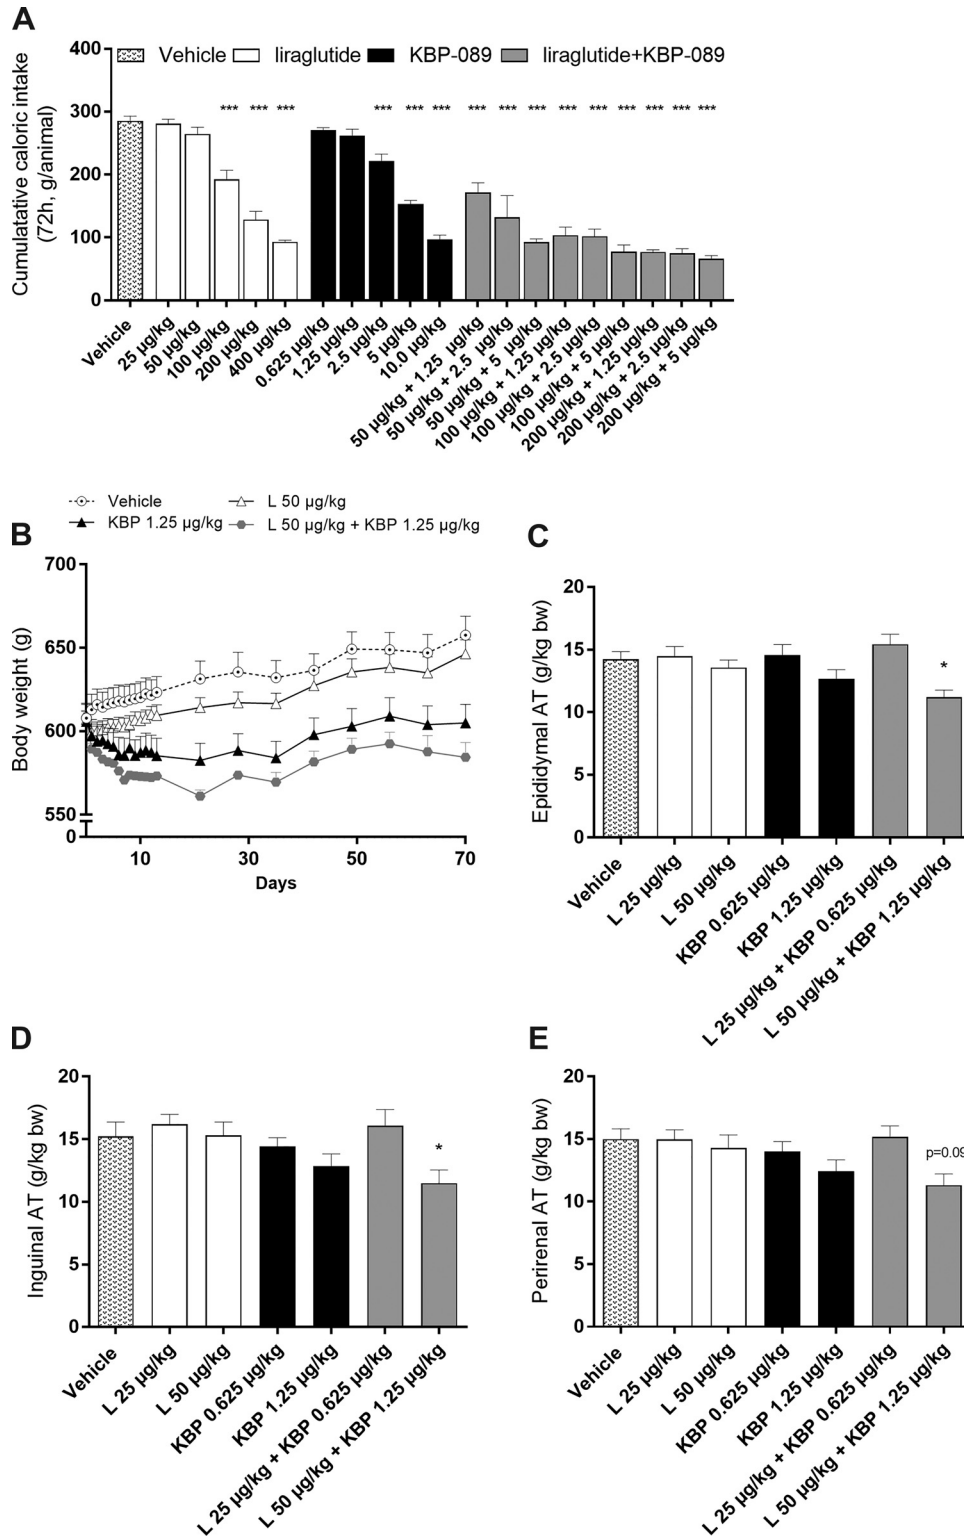 A
Cumulatative caloric intake
(72h, g/animal)
400
300
200
100
0
Vehicle
liraglutide
KBP-089
liraglutide+KBP-089
*** *** *** *** *** *** *** *** *** *** *** *** *** *** ***
Vehicle
25 µg/kg
50 µg/kg
100 µg/kg
200 µg/kg
400 µg/kg
0.625 µg/kg
1.25 µg/kg
2.5 µg/kg
5 µg/kg
10.0 µg/kg
50 µg/kg + 1.25 µg/kg
50 µg/kg + 2.5 µg/kg
50 µg/kg + 5 µg/kg
100 µg/kg + 1.25 µg/kg
100 µg/kg + 2.5 µg/kg
100 µg/kg + 5 µg/kg
200 µg/kg + 1.25 µg/kg
200 µg/kg + 2.5 µg/kg
200 µg/kg + 5 µg/kg
B
Vehicle
L 50 µg/kg
KBP 1.25 µg/kg
L 50 µg/kg + KBP 1.25 µg/kg
Body weight (g)
700
650
600
550
0
10
30
50
70
Days
C
Epididymal AT (g/kg bw)
20
15
10
5
0
*
Vehicle
L 25 µg/kg
L 50 µg/kg
KBP 0.625 µg/kg
KBP 1.25 µg/kg
L 25 µg/kg + KBP 0.625 µg/kg
L 50 µg/kg + KBP 1.25 µg/kg
D
Inguinal AT (g/kg bw)
20
15
10
5
0
*
Vehicle
L 25 µg/kg
L 50 µg/kg
KBP 0.625 µg/kg
KBP 1.25 µg/kg
L 25 µg/kg + KBP 0.625 µg/kg
L 50 µg/kg + KBP 1.25 µg/kg
E
Perirenal AT (g/kg bw)
20
15
10
5
0
p=0.09
Vehicle
L 25 µg/kg
L 50 µg/kg
KBP 0.625 µg/kg
KBP 1.25 µg/kg
L 25 µg/kg + KBP 0.625 µg/kg
L 50 µg/kg + KBP 1.25 µg/kg